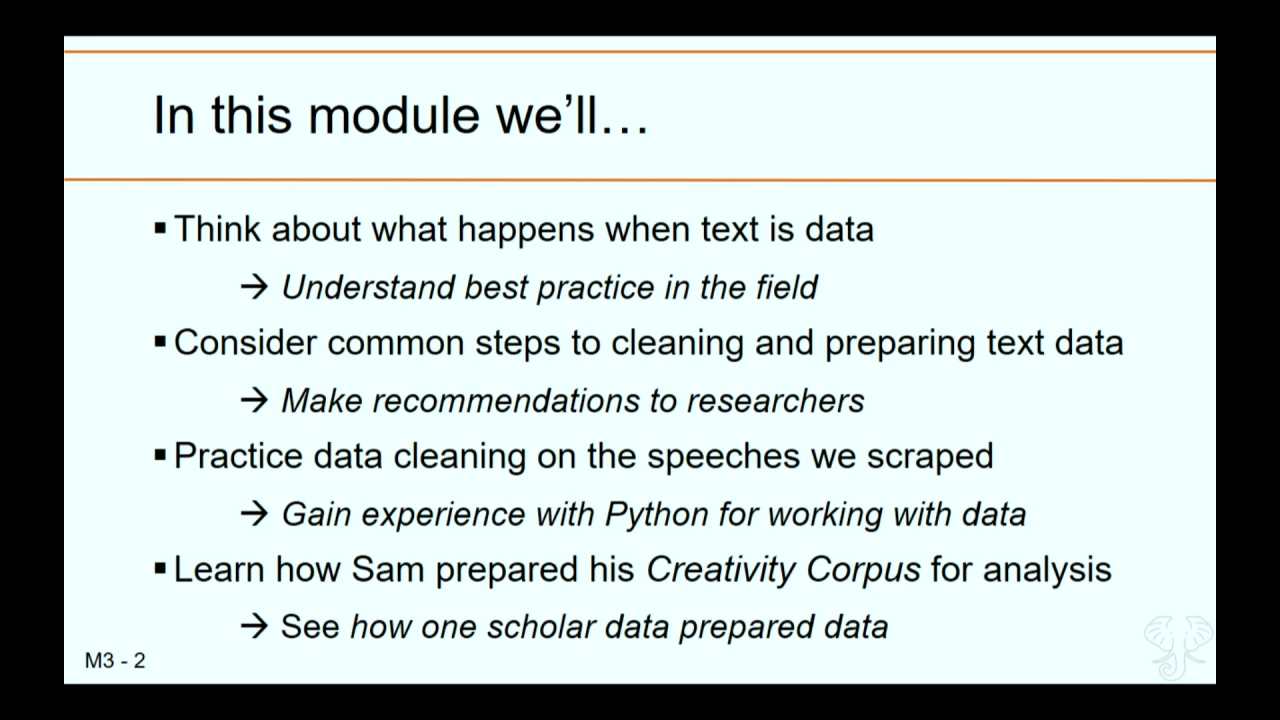 In this module we’ll…
▪ Think about what happens when text is data
→ Understand best practice in the field
▪ Consider common steps to cleaning and preparing text data
→ Make recommendations to researchers
▪ Practice data cleaning on the speeches we scraped
→ Gain experience with Python for working with data
▪ Learn how Sam prepared his Creativity Corpus for analysis
→ See how one scholar data prepared data
M3 - 2